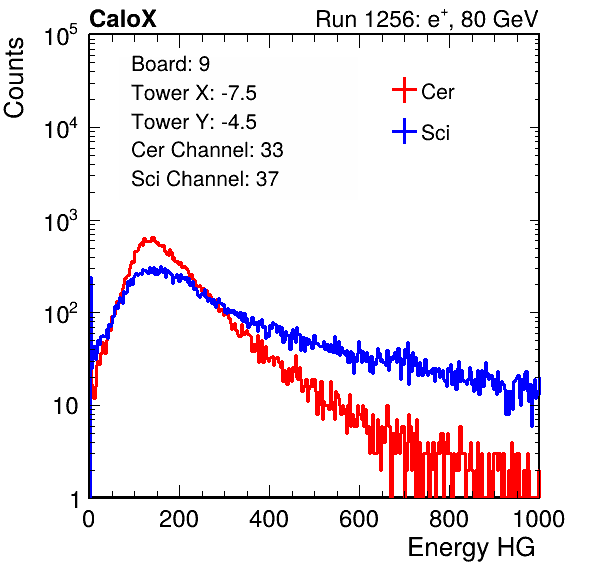 CaloX Run 1256: e⁺, 80 GeV
Counts
10⁵
10⁴
10³
10²
10
1
Board: 9
Tower X: -7.5
Tower Y: -4.5
Cer Channel: 33
Sci Channel: 37
Cer
Sci
0 200 400 600 800 1000
Energy HG